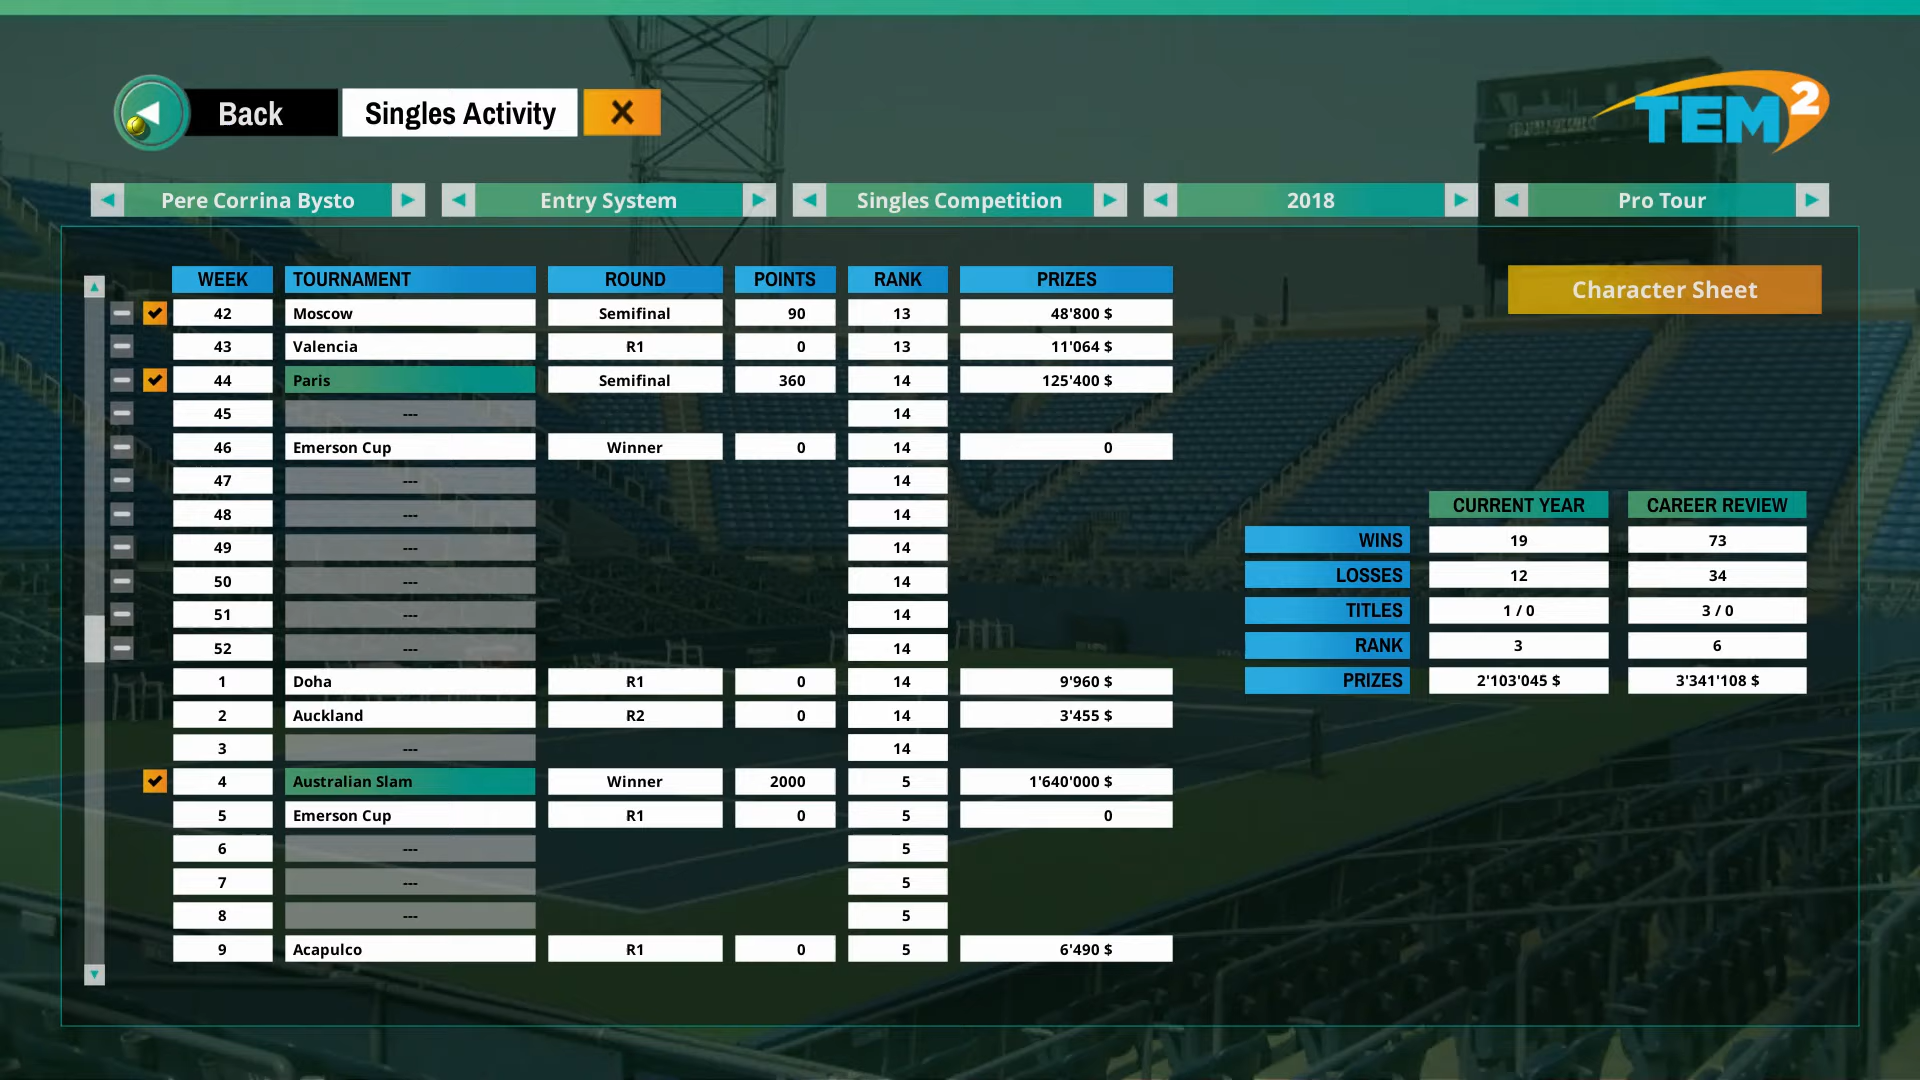 Back Singles Activity
TEM2
Pere Corrina Bysto Entry System Singles Competition 2018 Pro Tour
WEEK TOURNAMENT ROUND POINTS RANK PRIZES
Character Sheet
42 Moscow Semifinal 90 13 48'800 $
43 Valencia R1 0 13 11'064 $
44 Paris Semifinal 360 14 125'400 $
45 --- 14
46 Emerson Cup Winner 0 14 0
47 --- 14
48 --- 14
49 --- 14
50 --- 14
51 --- 14
52 --- 14
1 Doha R1 0 14 9'960 $
2 Auckland R2 0 14 3'455 $
3 --- 14
4 Australian Slam Winner 2000 5 1'640'000 $
5 Emerson Cup R1 0 5 0
6 --- 5
7 --- 5
8 --- 5
9 Acapulco R1 0 5 6'490 $
CURRENT YEAR CAREER REVIEW
WINS 19 73
LOSSES 12 34
TITLES 1 / 0 3 / 0
RANK 3 6
PRIZES 2'103'045 $ 3'341'108 $